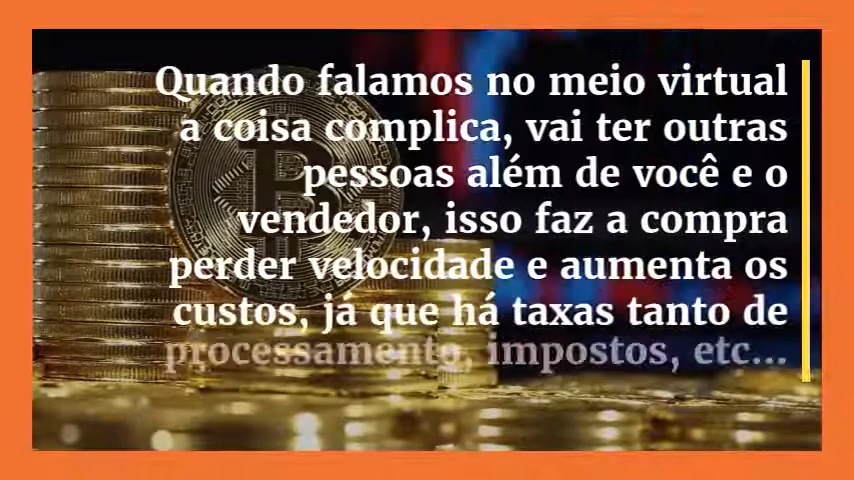 Quando falamos no meio virtual
a coisa complica, vai ter outras
pessoas além de você e o
vendedor, isso faz a compra
perder velocidade e aumenta os
custos, já que há taxas tanto de
processamento, impostos, etc...